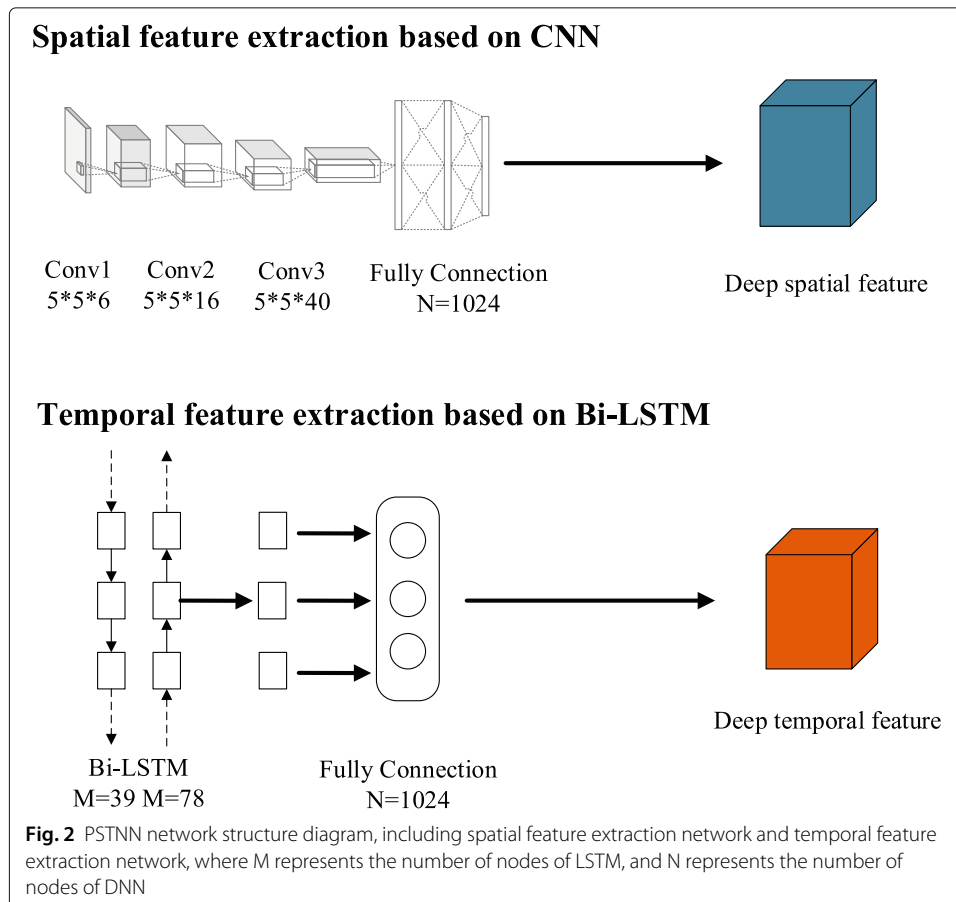 Spatial feature extraction based on CNN
Conv1 Conv2 Conv3 Fully Connection
5*5*6 5*5*16 5*5*40 N=1024
Deep spatial feature
Temporal feature extraction based on Bi-LSTM
Deep temporal feature
Bi-LSTM Fully Connection
M=39 M=78 N=1024
Fig. 2 PSTNN network structure diagram, including spatial feature extraction network and temporal feature
extraction network, where M represents the number of nodes of LSTM, and N represents the number of
nodes of DNN